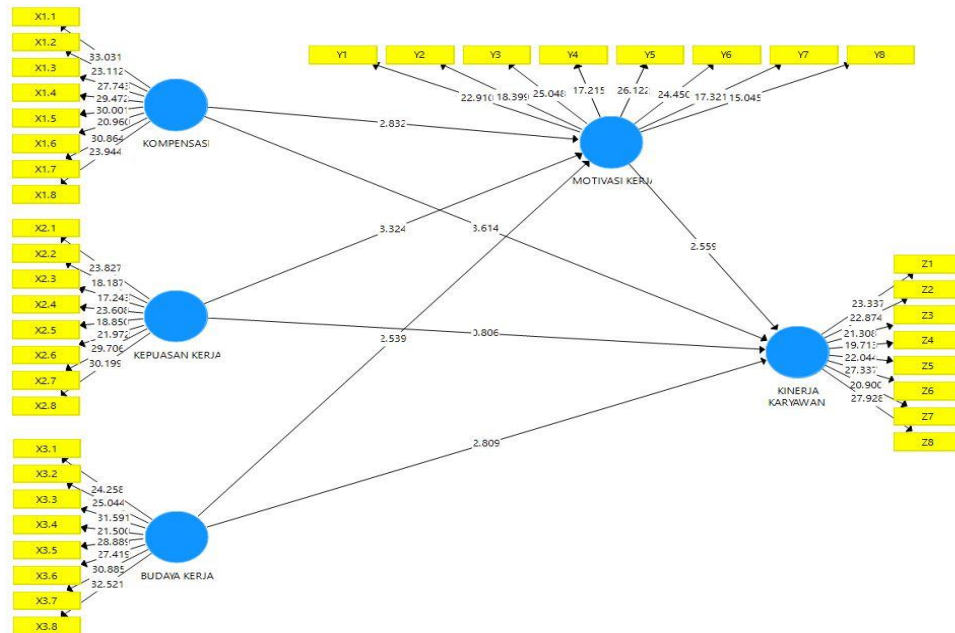 X1.1
X1.2
X1.3
X1.4
X1.5
X1.6
X1.7
X1.8
33.031
23.112
27.743
29.472
30.001
20.960
30.864
23.944
KOMPENSASI
Y1
Y2
Y3
Y4
Y5
Y6
Y7
Y8
22.910
18.399
25.048
17.215
26.122
24.450
17.321
15.045
MOTIVASI KERJA
2.832
3.324
3.614
2.559
2.539
0.806
2.809
X2.1
X2.2
X2.3
X2.4
X2.5
X2.6
X2.7
X2.8
23.827
18.187
17.243
23.608
18.850
21.972
29.706
30.199
KEPUASAN KERJA
Z1
Z2
Z3
Z4
Z5
Z6
Z7
Z8
23.337
22.874
21.308
19.713
22.044
27.337
20.900
27.928
KINERJA
KARYAWAN
X3.1
X3.2
X3.3
X3.4
X3.5
X3.6
X3.7
X3.8
24.258
25.044
31.591
21.500
28.889
27.419
30.885
32.521
BUDAYA KERJA